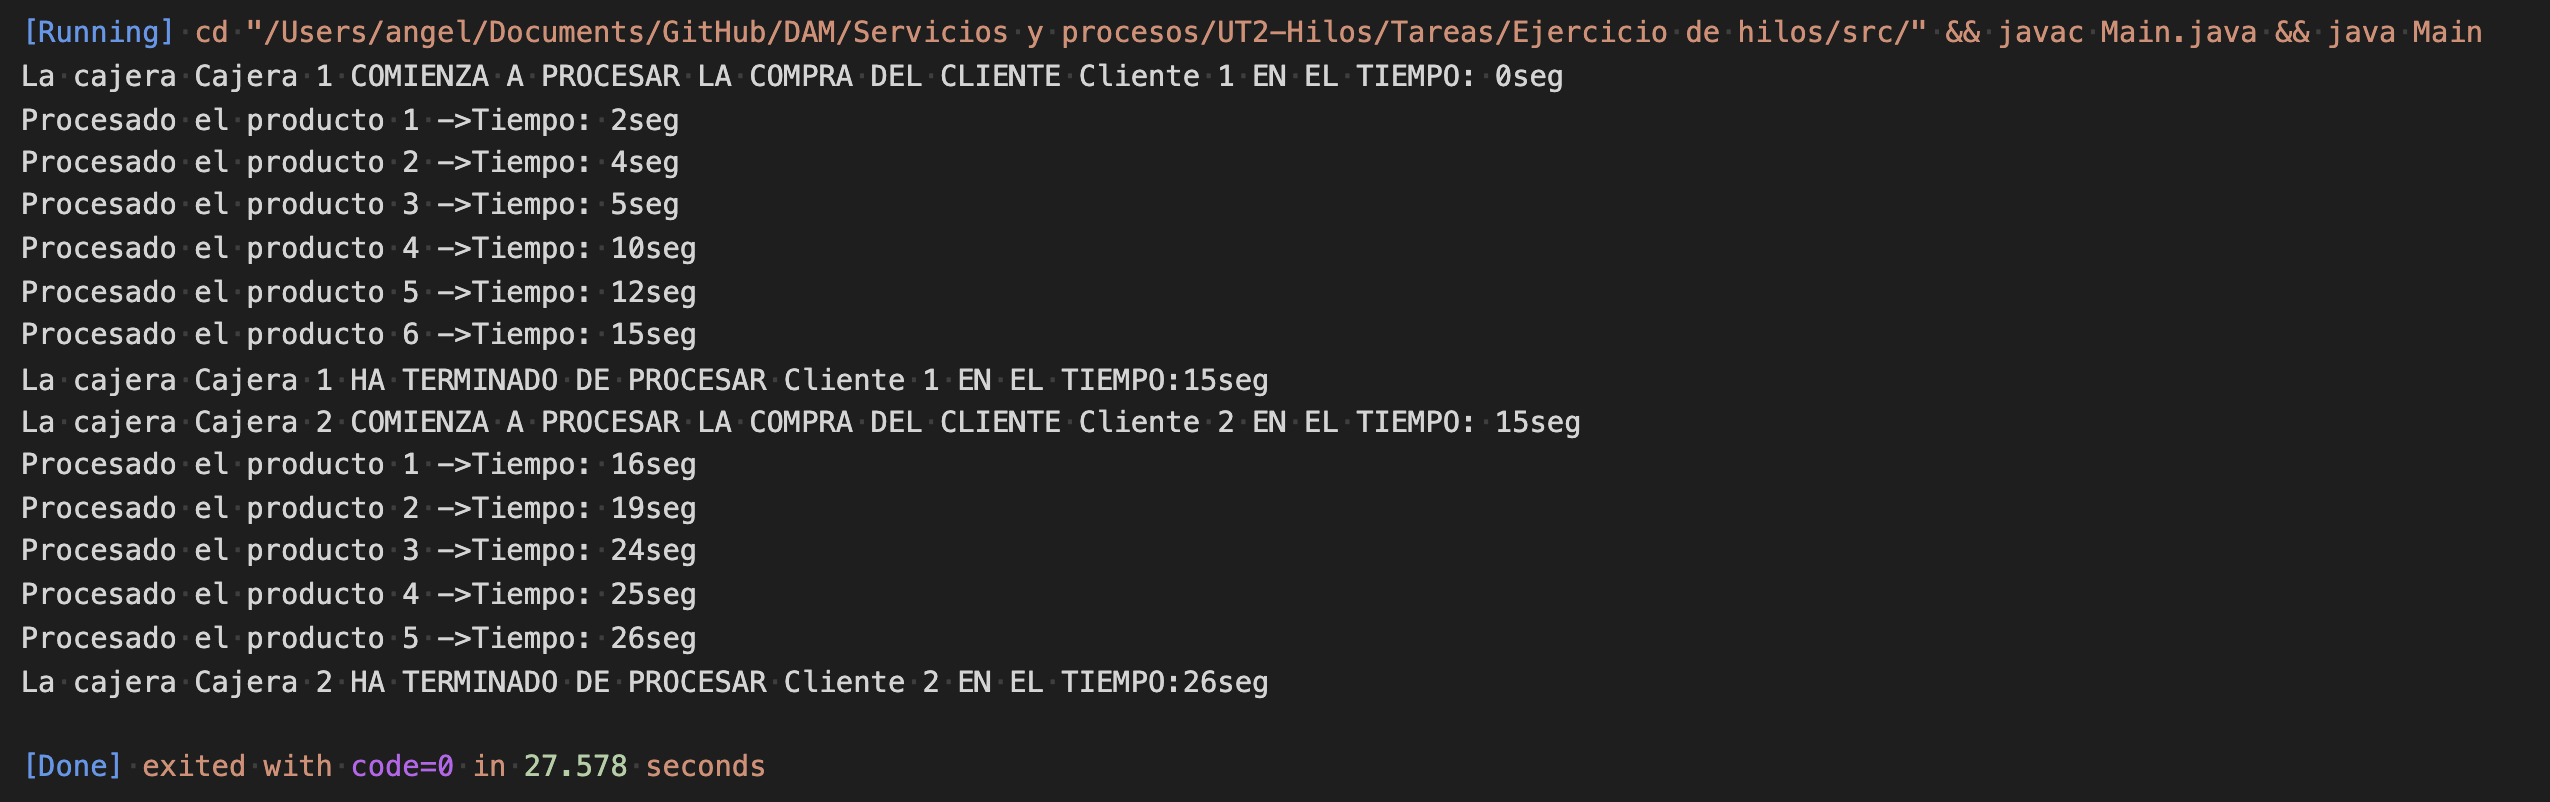 [Running] cd "/Users/angel/Documents/GitHub/DAM/Servicios y procesos/UT2-Hilos/Tareas/Ejercicio de hilos/src/" && javac Main.java && java Main
La cajera Cajera 1 COMIENZA A PROCESAR LA COMPRA DEL CLIENTE Cliente 1 EN EL TIEMPO: 0seg
Procesado el producto 1 ->Tiempo: 2seg
Procesado el producto 2 ->Tiempo: 4seg
Procesado el producto 3 ->Tiempo: 5seg
Procesado el producto 4 ->Tiempo: 10seg
Procesado el producto 5 ->Tiempo: 12seg
Procesado el producto 6 ->Tiempo: 15seg
La cajera Cajera 1 HA TERMINADO DE PROCESAR Cliente 1 EN EL TIEMPO:15seg
La cajera Cajera 2 COMIENZA A PROCESAR LA COMPRA DEL CLIENTE Cliente 2 EN EL TIEMPO: 15seg
Procesado el producto 1 ->Tiempo: 16seg
Procesado el producto 2 ->Tiempo: 19seg
Procesado el producto 3 ->Tiempo: 24seg
Procesado el producto 4 ->Tiempo: 25seg
Procesado el producto 5 ->Tiempo: 26seg
La cajera Cajera 2 HA TERMINADO DE PROCESAR Cliente 2 EN EL TIEMPO:26seg
[Done] exited with code=0 in 27.578 seconds